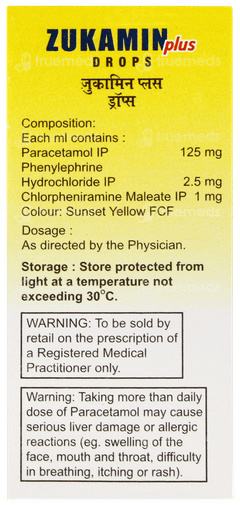 ZUKAMIN plus
DROPS
जुकामिन प्लस
ड्रॉप्स
Composition:
Each ml contains :
Paracetamol IP 125 mg
Phenylephrine
Hydrochloride IP 2.5 mg
Chlorpheniramine Maleate IP 1 mg
Colour: Sunset Yellow FCF
Dosage :
As directed by the Physician.
Storage : Store protected from
light at a temperature not
exceeding 30°C.
WARNING: To be sold by
retail on the prescription of
a Registered Medical
Practitioner only.
Warning: Taking more than daily
dose of Paracetamol may cause
serious liver damage or allergic
reactions (eg. swelling of the
face, mouth and throat, difficulty
in breathing, itching or rash).